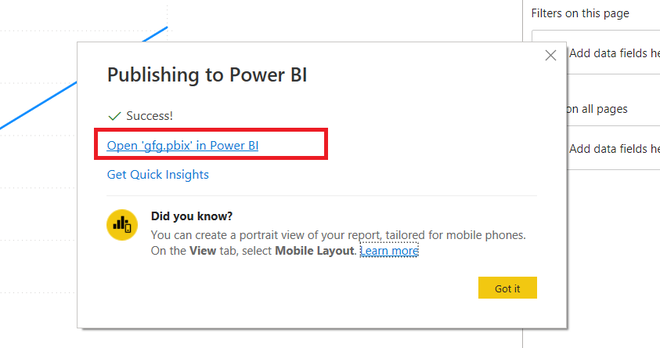 Filters on this page
Add data fields he
Publishing to Power BI
Success!
on all pages
Open 'gfg.pbix' in Power BI
Add data fields he
Get Quick Insights
Did you know?
You can create a portrait view of your report, tailored for mobile phones.
On the View tab, select Mobile Layout. Learn more
Got it